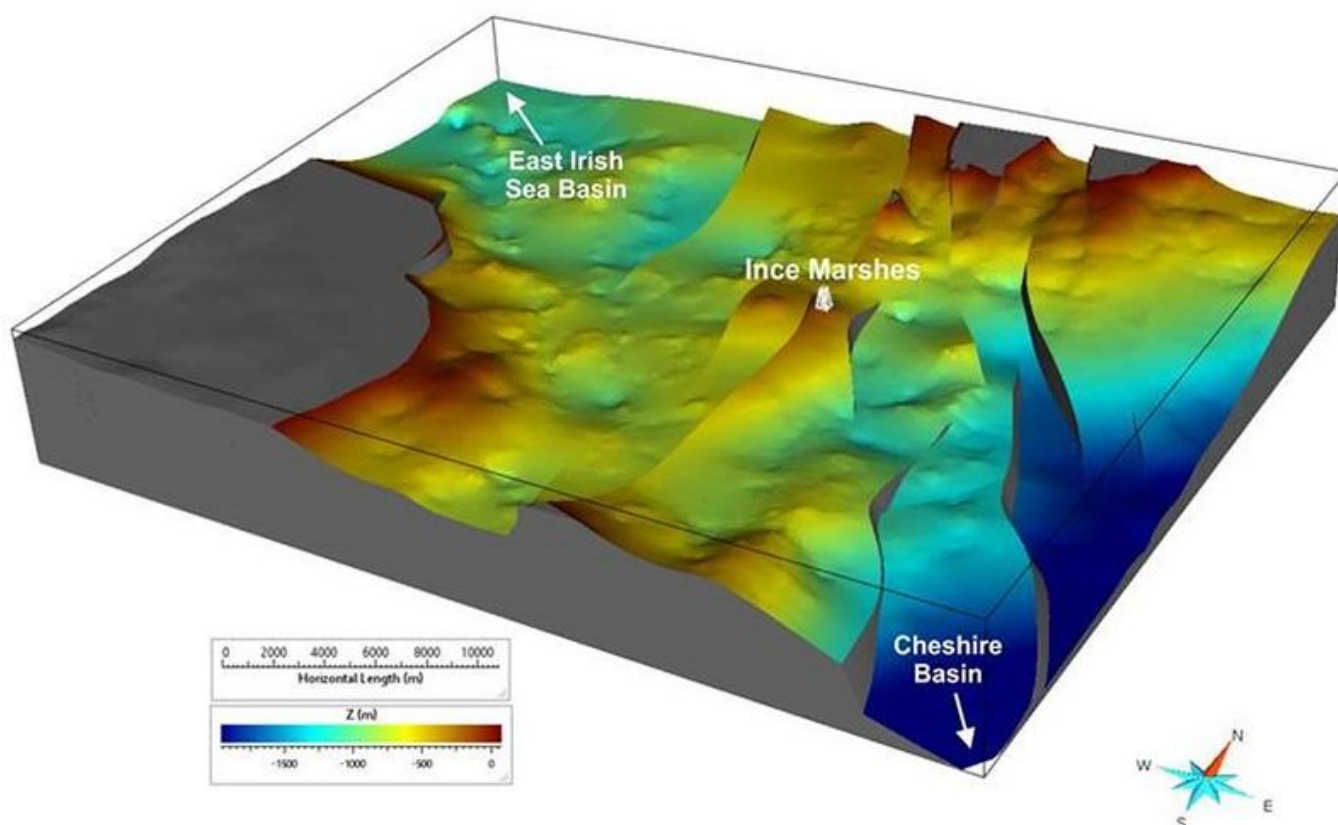 East Irish
Sea Basin
Ince Marshes
Cheshire
Basin
0 2000 4000 6000 8000 10000
Horizontal Length (m)
Z (m)
-1500 -1000 -500 0
N
W
E
S